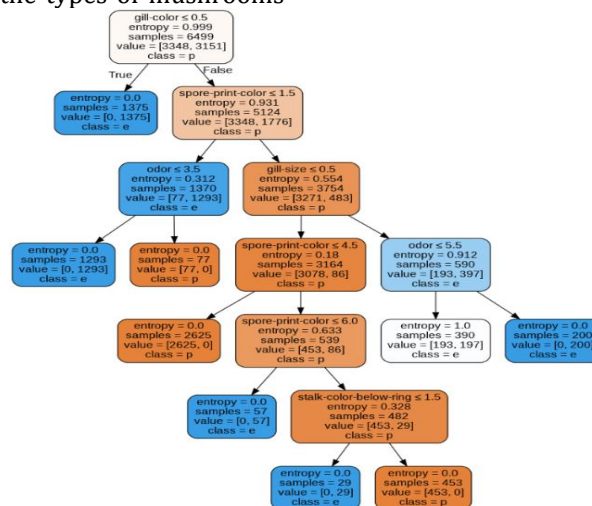 the types of mushrooms
gill-color ≤ 0.5
entropy = 0.999
samples = 6499
value = [3348, 3151]
class = p
True
False
entropy = 0.0
samples = 1375
value = [0, 1375]
class = e
spore-print-color ≤ 1.5
entropy = 0.931
samples = 5124
value = [3348, 1776]
class = p
odor ≤ 3.5
entropy = 0.312
samples = 1370
value = [77, 1293]
class = e
gill-size ≤ 0.5
entropy = 0.554
samples = 3754
value = [3271, 483]
class = p
entropy = 0.0
samples = 1293
value = [0, 1293]
class = e
entropy = 0.0
samples = 77
value = [77, 0]
class = p
spore-print-color ≤ 4.5
entropy = 0.18
samples = 3164
value = [3078, 86]
class = p
odor ≤ 5.5
entropy = 0.912
samples = 590
value = [193, 397]
class = e
entropy = 0.0
samples = 2625
value = [2625, 0]
class = p
spore-print-color ≤ 6.0
entropy = 0.633
samples = 539
value = [453, 86]
class = p
entropy = 1.0
samples = 390
value = [193, 197]
class = e
entropy = 0.0
samples = 200
value = [0, 200]
class = e
entropy = 0.0
samples = 57
value = [0, 57]
class = e
stalk-color-below-ring ≤ 1.5
entropy = 0.328
samples = 482
value = [453, 29]
class = p
entropy = 0.0
samples = 29
value = [0, 29]
class = e
entropy = 0.0
samples = 453
value = [453, 0]
class = p